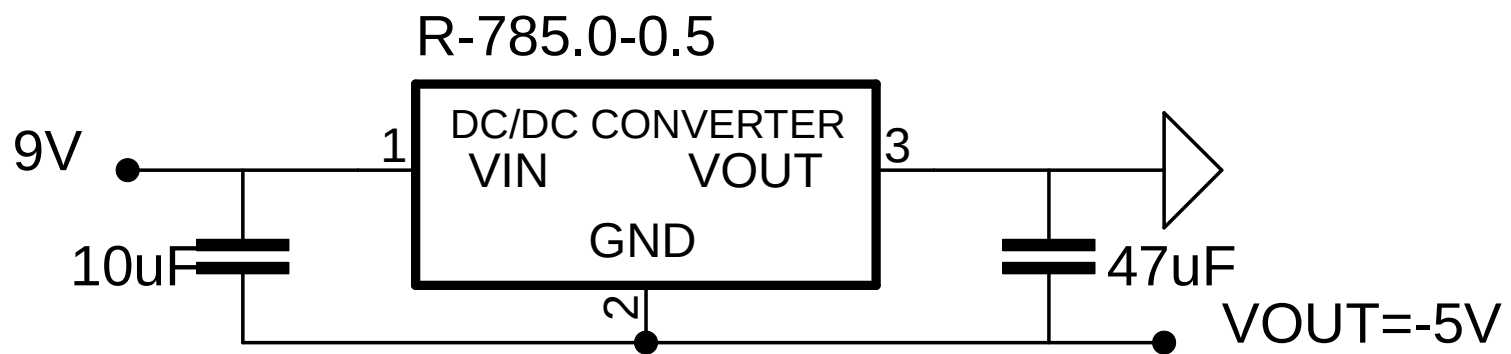 R-785.0-0.5
DC/DC CONVERTER
9V
1
VIN
VOUT
3
GND
10uF
47uF
2
VOUT=-5V